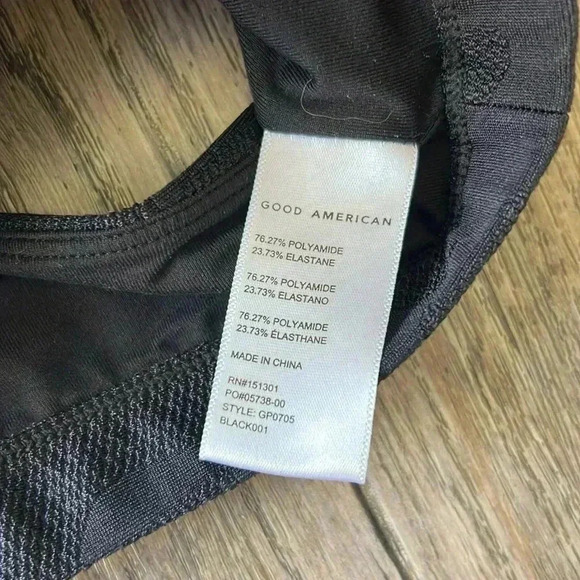 GOOD AMERICAN
76.27% POLYAMIDE
23.73% ELASTANE
76.27% POLYAMIDE
23.73% ELASTANO
76.27% POLYAMIDE
23.73% ÉLASTHANE
MADE IN CHINA
RN#151301
PO#05738-00
STYLE: GP0705
BLACK001